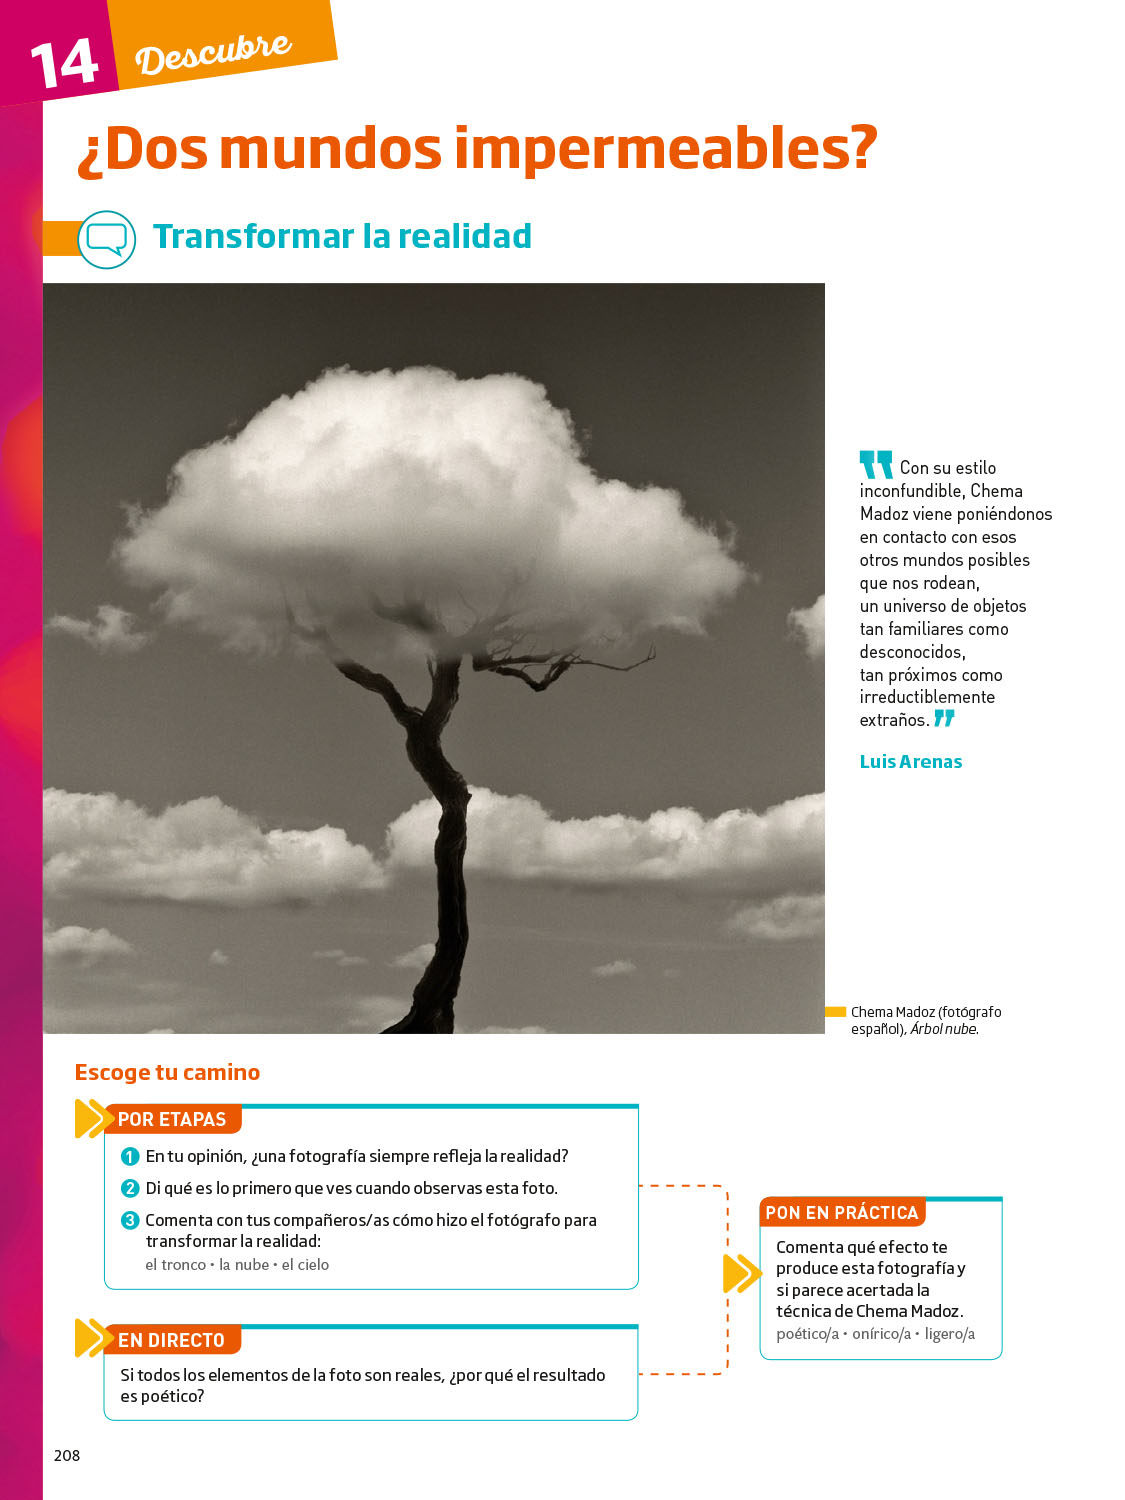 14 Descubre
¿Dos mundos impermeables?
Transformar la realidad
" Con su estilo
inconfundible, Chema
Madoz viene poniéndonos
en contacto con esos
otros mundos posibles
que nos rodean,
un universo de objetos
tan familiares como
desconocidos,
tan próximos como
irreductiblemente
extraños. "
Luis Arenas
Chema Madoz (fotógrafo
español), Árbol nube.
Escoge tu camino
POR ETAPAS
1 En tu opinión, ¿una fotografía siempre refleja la realidad?
2 Di qué es lo primero que ves cuando observas esta foto.
3 Comenta con tus compañeros/as cómo hizo el fotógrafo para
transformar la realidad:
el tronco • la nube • el cielo
EN DIRECTO
Si todos los elementos de la foto son reales, ¿por qué el resultado
es poético?
PON EN PRÁCTICA
Comenta qué efecto te
produce esta fotografía y
si parece acertada la
técnica de Chema Madoz.
poético/a • onírico/a • ligero/a
208